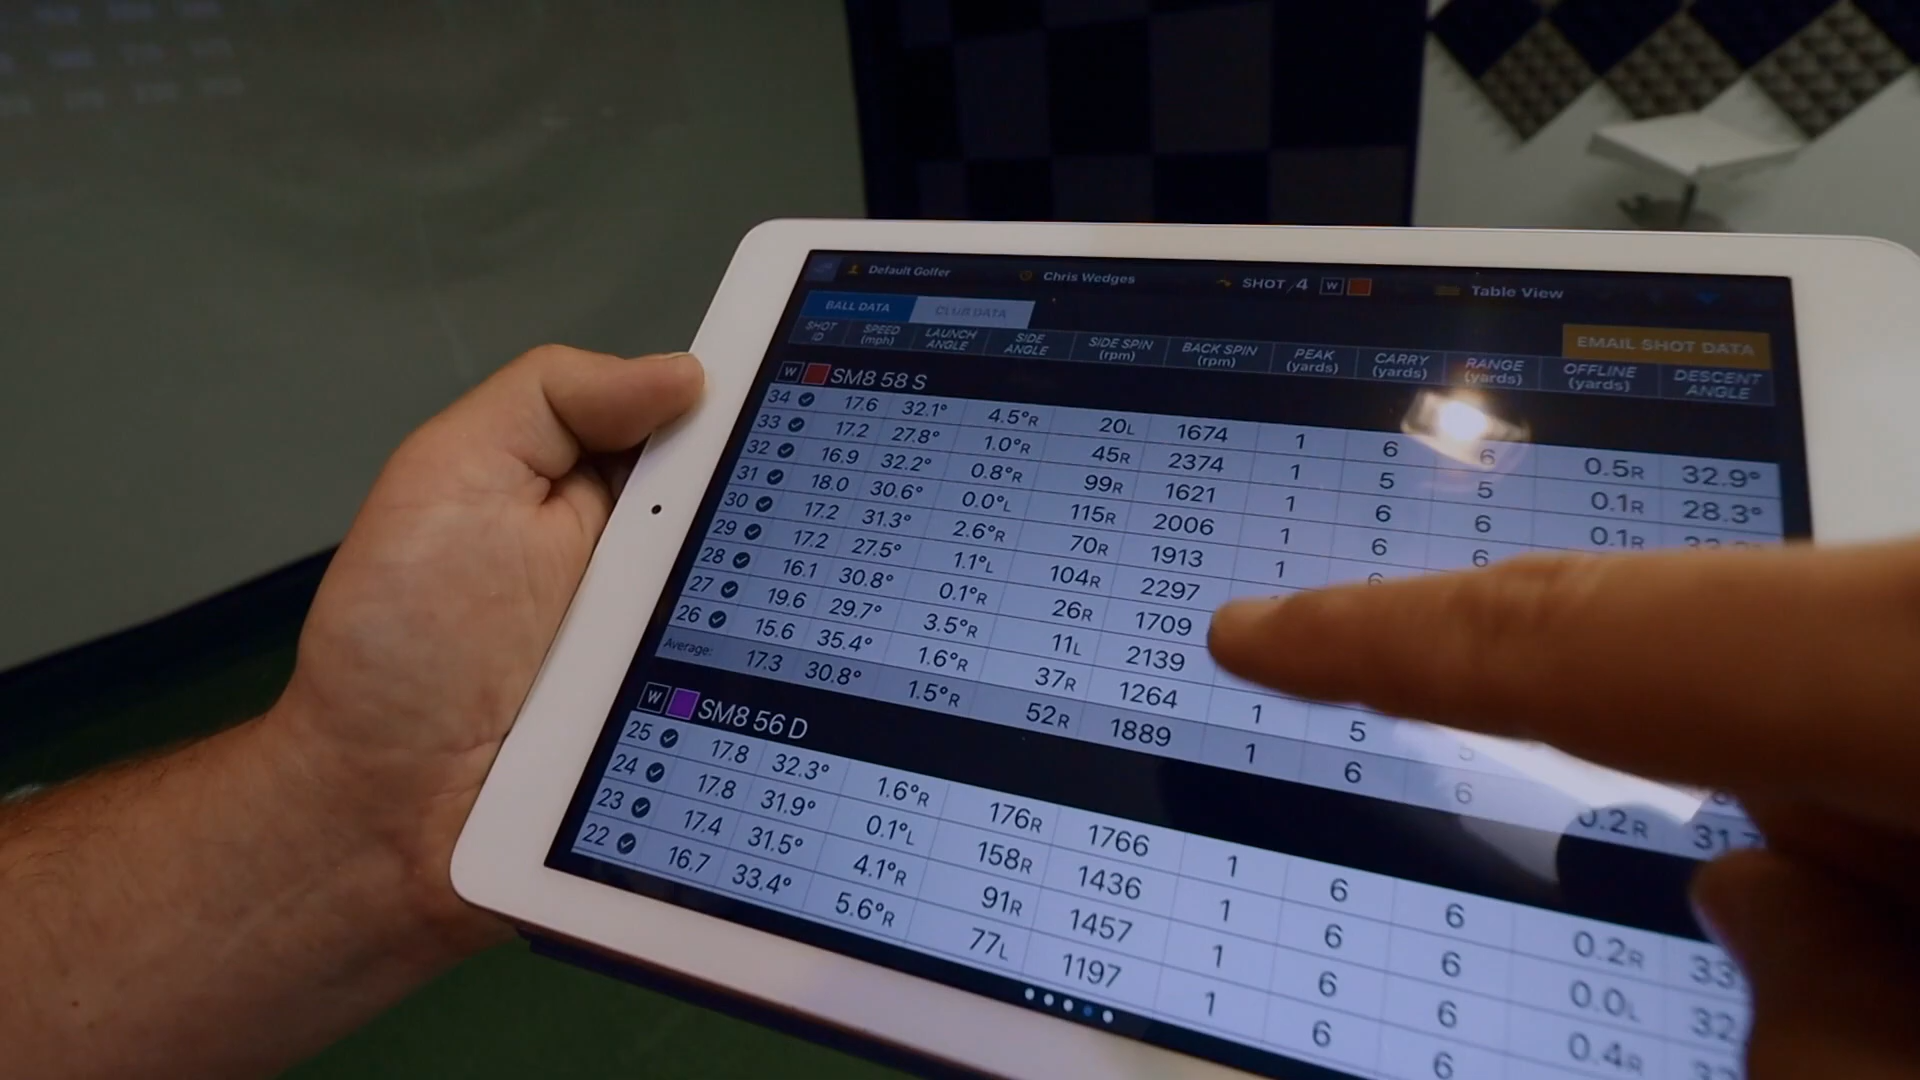 Default Golfer Chris Wedges SHOT 4 W Table View
BALL DATA CLUB DATA EMAIL SHOT DATA
SHOT ID SPEED (mph) LAUNCH ANGLE SIDE ANGLE SIDE SPIN (rpm) BACK SPIN (rpm) PEAK (yards) CARRY (yards) RANGE (yards) OFFLINE (yards) DESCENT ANGLE
W SM8 58 S
34 17.6 32.1° 4.5°R 20L 1674 1 6 6 0.5R 32.9°
33 17.2 27.8° 1.0°R 45R 2374 1 5 5 0.1R 28.3°
32 16.9 32.2° 0.8°R 99R 1621 1 6 6 0.1R
31 18.0 30.6° 0.0°L 115R 2006 1 6 6
30 17.2 31.3° 2.6°R 70R 1913 1
29 17.2 27.5° 1.1°L 104R 2297
28 16.1 30.8° 0.1°R 26R 1709
27 19.6 29.7° 3.5°R 11L 2139
26 15.6 35.4° 1.6°R 37R 1264 1 5 5
Average: 17.3 30.8° 1.5°R 52R 1889 1 6 6 0.2R 31.7
W SM8 56 D
25 17.8 32.3° 1.6°R 176R 1766 1 6 6 0.2R 33
24 17.8 31.9° 0.1°L 158R 1436 1 6 6 0.0L 32
23 17.4 31.5° 4.1°R 91R 1457 1 6 6 0.4R
22 16.7 33.4° 5.6°R 77L 1197 1 6 6